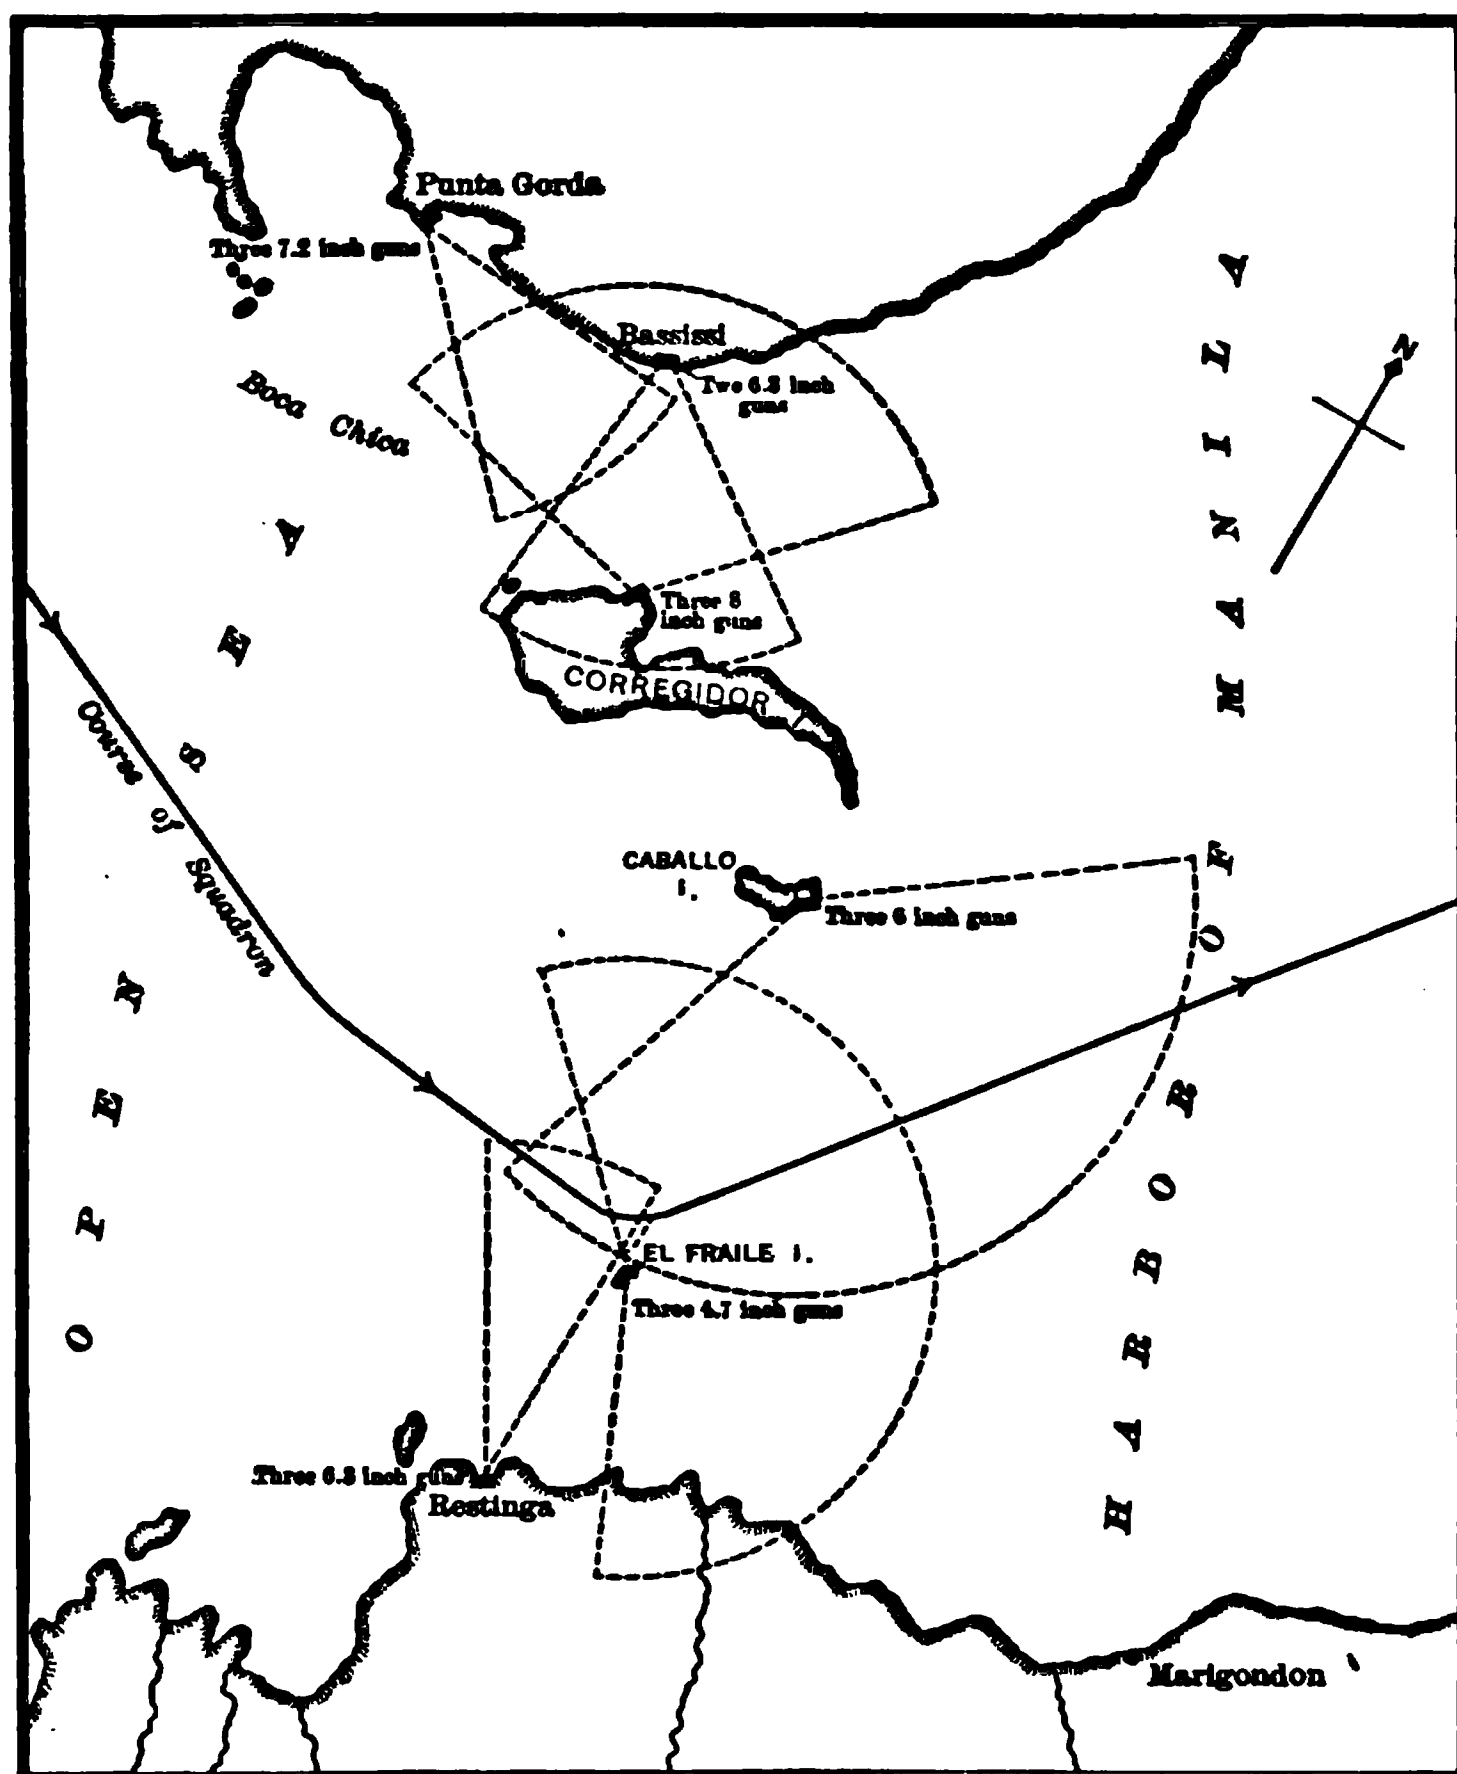 Punta Gorda
Three 7.2 inch guns
Bassissi
Two 6.3 inch
guns
Boca Chica
N
Three 8
inch guns
CORREGIDOR
OPEN SEA
Course of Squadron
CABALLO
I.
Three 6 inch guns
HARBOR OF MANILA
EL FRAILE I.
Three 4.7 inch guns
Three 6.3 inch guns
Restinga
Marigondon